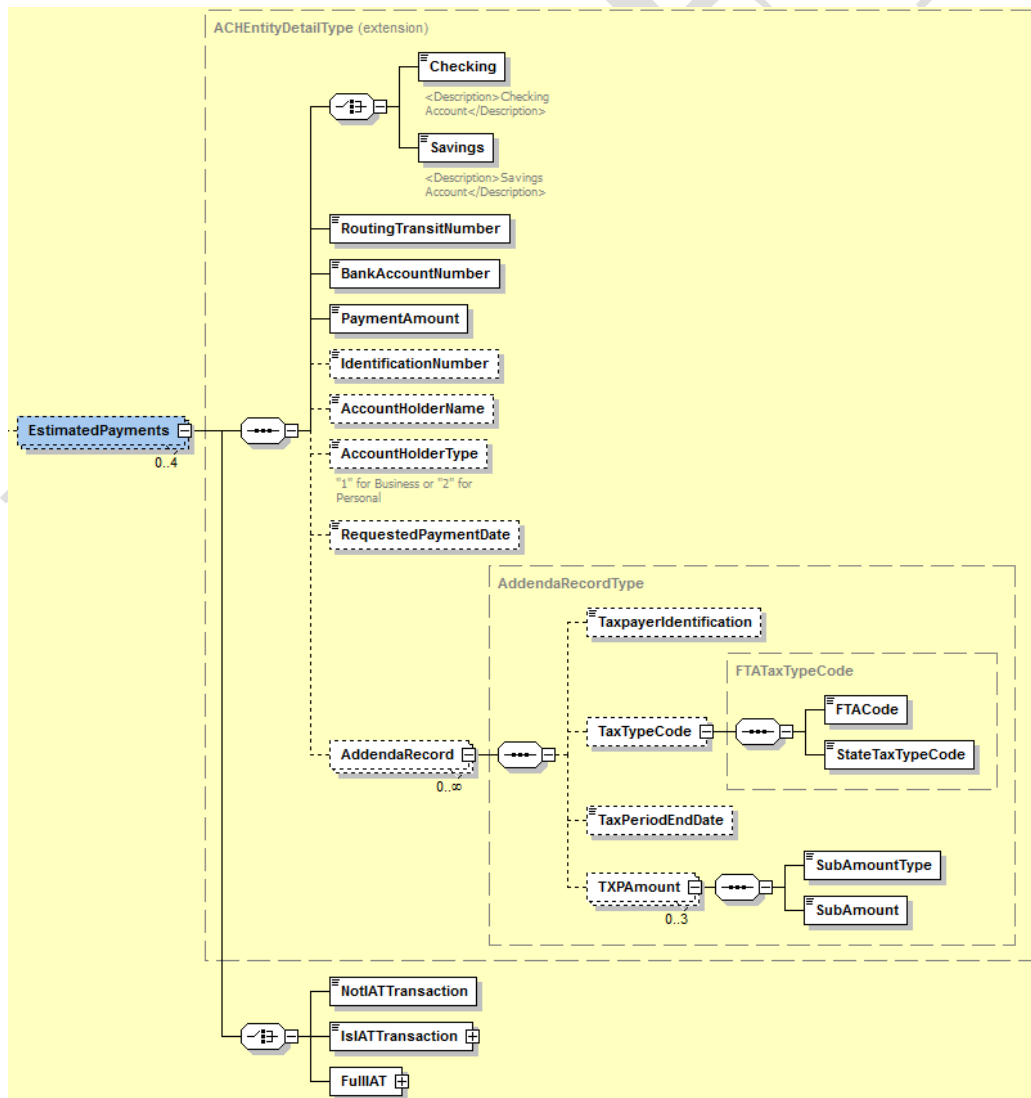 ACHEntityDetailType (extension)
Checking
<Description>Checking
Account</Description>
Savings
<Description>Savings
Account</Description>
RoutingTransitNumber
BankAccountNumber
PaymentAmount
IdentificationNumber
AccountHolderName
EstimatedPayments
0..4
AccountHolderType
"1" for Business or "2" for
Personal
RequestedPaymentDate
AddendaRecordType
TaxpayerIdentification
FTATaxTypeCode
FTACode
TaxTypeCode
StateTaxTypeCode
AddendaRecord
0..∞
TaxPeriodEndDate
TXPAmount
0..3
SubAmountType
SubAmount
NotIATTransaction
IsIATTransaction
FullIAT